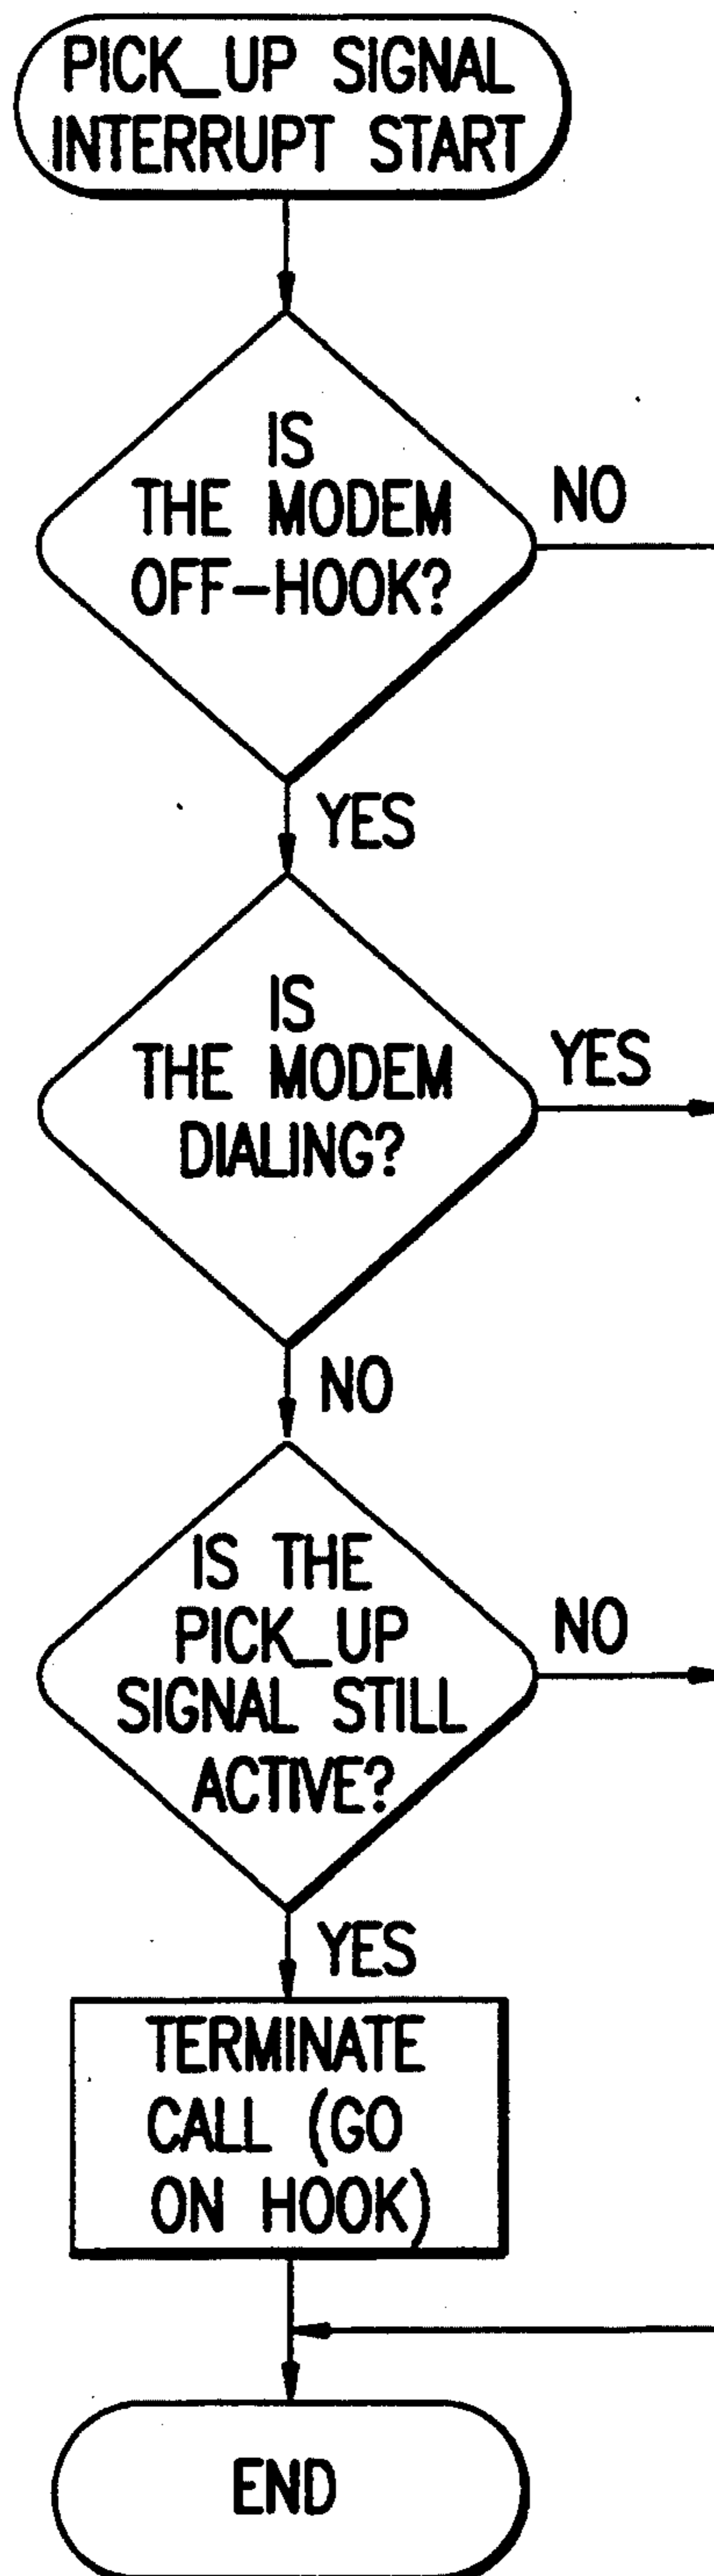 PICK_UP SIGNAL
INTERRUPT START
IS
THE MODEM
OFF-HOOK?
NO
YES
IS
THE MODEM
DIALING?
YES
NO
IS THE
PICK_UP
SIGNAL STILL
ACTIVE?
NO
YES
TERMINATE
CALL (GO
ON HOOK)
END